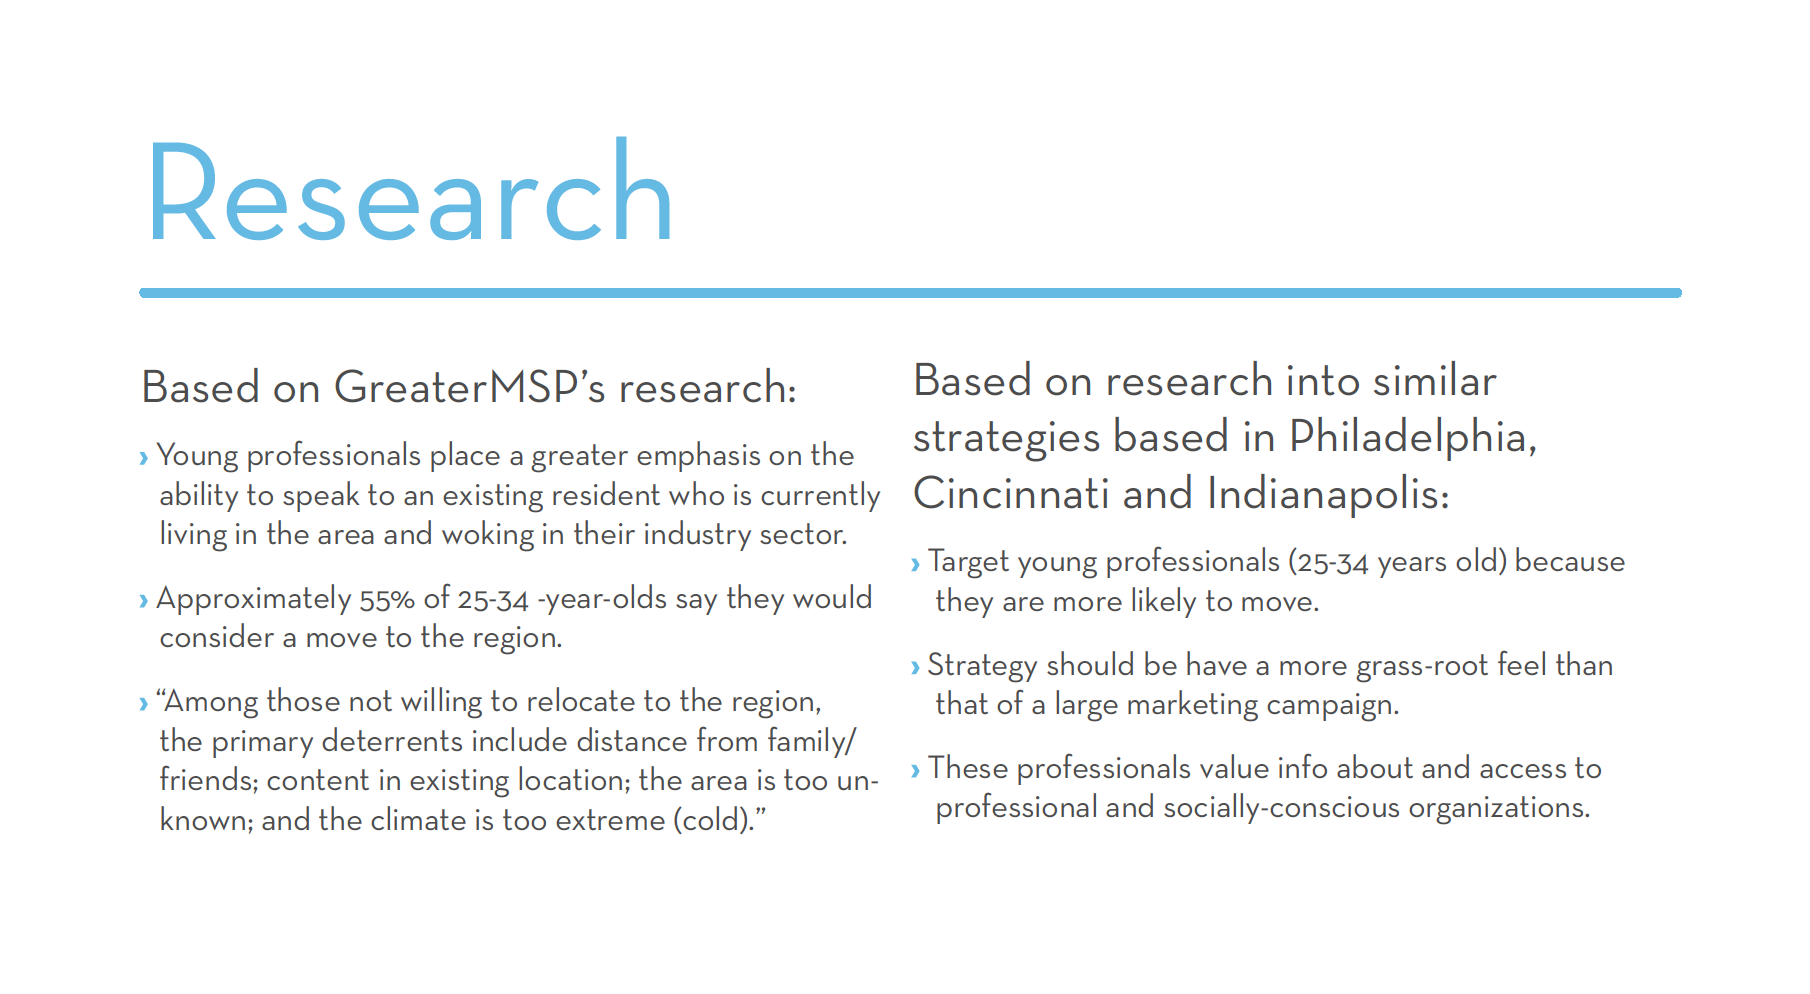 Research
Based on GreaterMSP’s research:
› Young professionals place a greater emphasis on the
ability to speak to an existing resident who is currently
living in the area and woking in their industry sector.
› Approximately 55% of 25-34 -year-olds say they would
consider a move to the region.
› “Among those not willing to relocate to the region,
the primary deterrents include distance from family/
friends; content in existing location; the area is too un-
known; and the climate is too extreme (cold).”
Based on research into similar
strategies based in Philadelphia,
Cincinnati and Indianapolis:
› Target young professionals (25-34 years old) because
they are more likely to move.
› Strategy should be have a more grass-root feel than
that of a large marketing campaign.
› These professionals value info about and access to
professional and socially-conscious organizations.